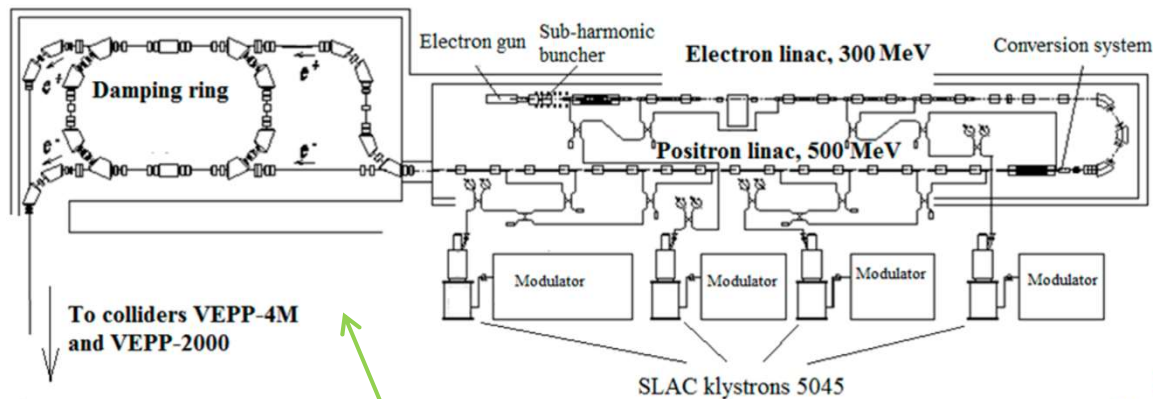 Electron gun
Sub-harmonic
buncher
Electron linac, 300 MeV
Conversion system
e+
Damping ring
e+
e-
e-
Positron linac, 500 MeV
Modulator
Modulator
Modulator
Modulator
To colliders VEPP-4M
and VEPP-2000
SLAC klystrons 5045